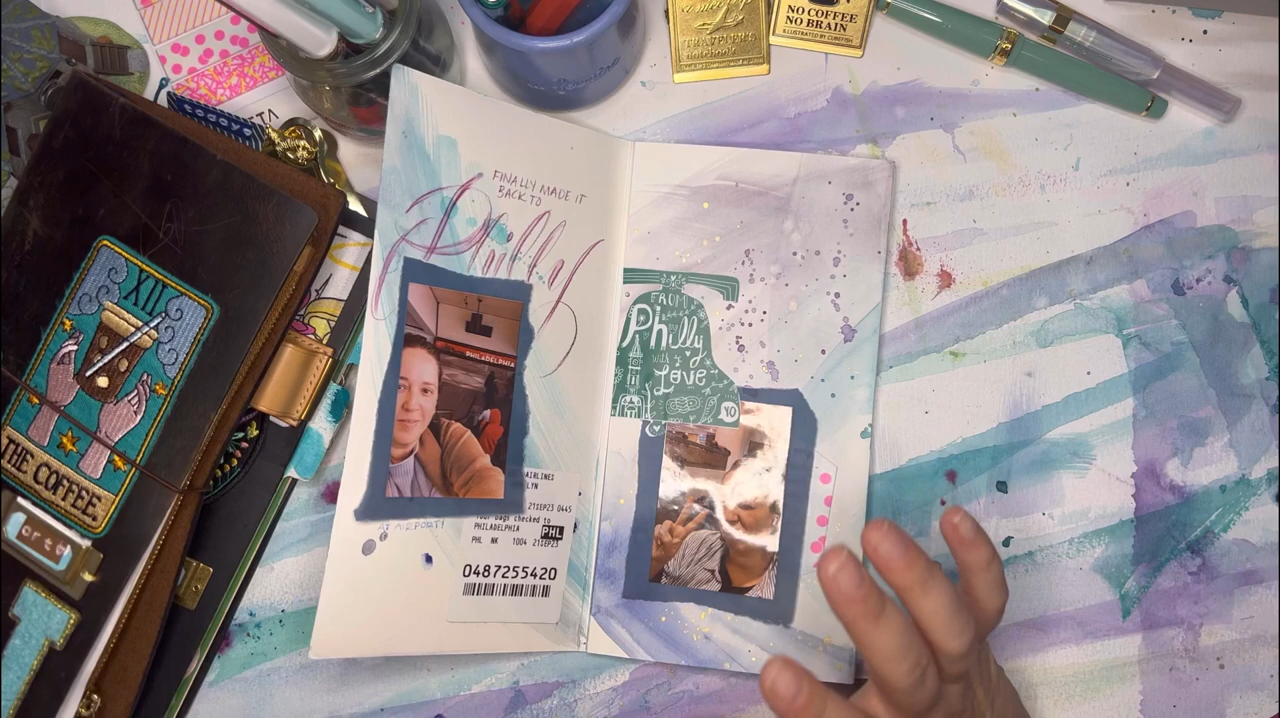 a meetup
TRAVELER'S
notebook
NO COFFEE
NO BRAIN
ILLUSTRATED BY CUBEFISH
XII
THE COFFEE
FINALLY MADE IT
BACK TO
Philly
PHILADELPHIA
AT AIRPORT!
AIRLINES
LYN
21SEP23 0445
Your bags checked to
PHILADELPHIA
PHL
PHL NK 1004 21SEP23
0487255420
FROM
Philly
with
Love
YO